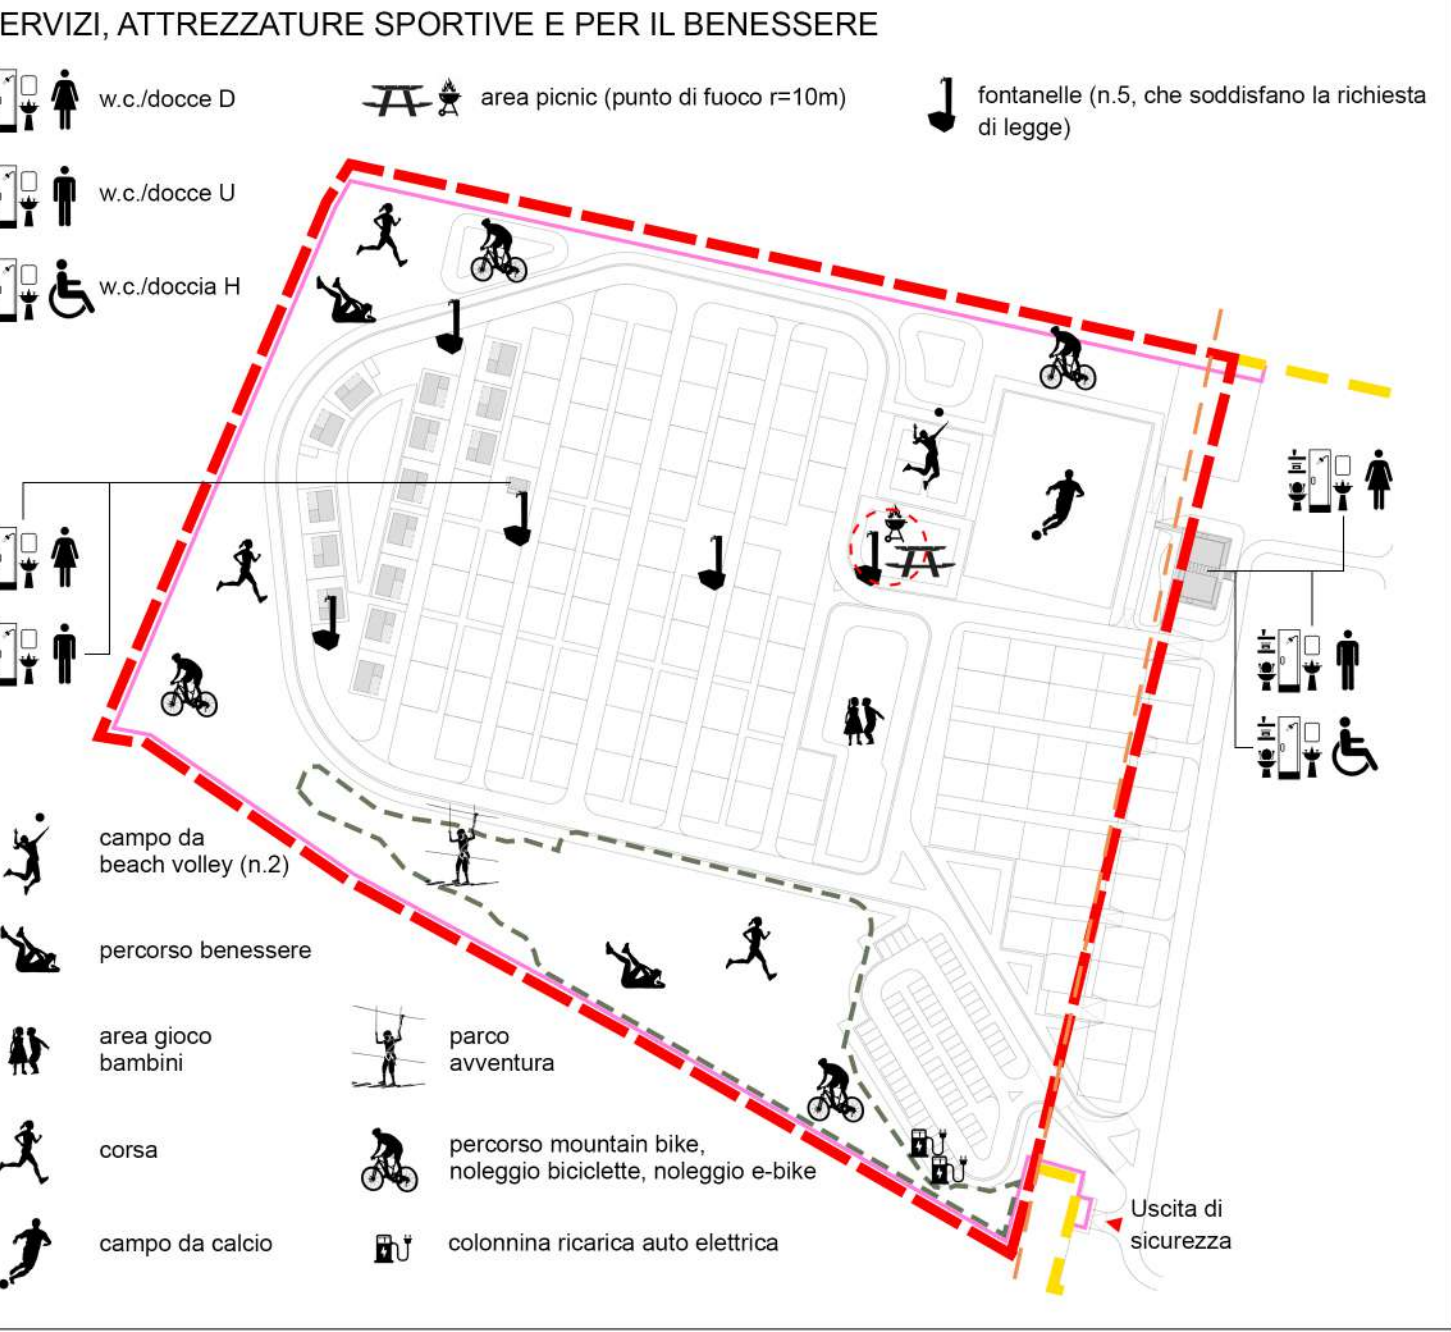 ERVIZI, ATTREZZATURE SPORTIVE E PER IL BENESSERE
w.c./docce D
area picnic (punto di fuoco r=10m)
fontanelle (n.5, che soddisfano la richiesta
di legge)
w.c./docce U
w.c./doccia H
campo da
beach volley (n.2)
percorso benessere
area gioco
bambini
parco
avventura
corsa
percorso mountain bike,
noleggio biciclette, noleggio e-bike
campo da calcio
colonnina ricarica auto elettrica
Uscita di
sicurezza